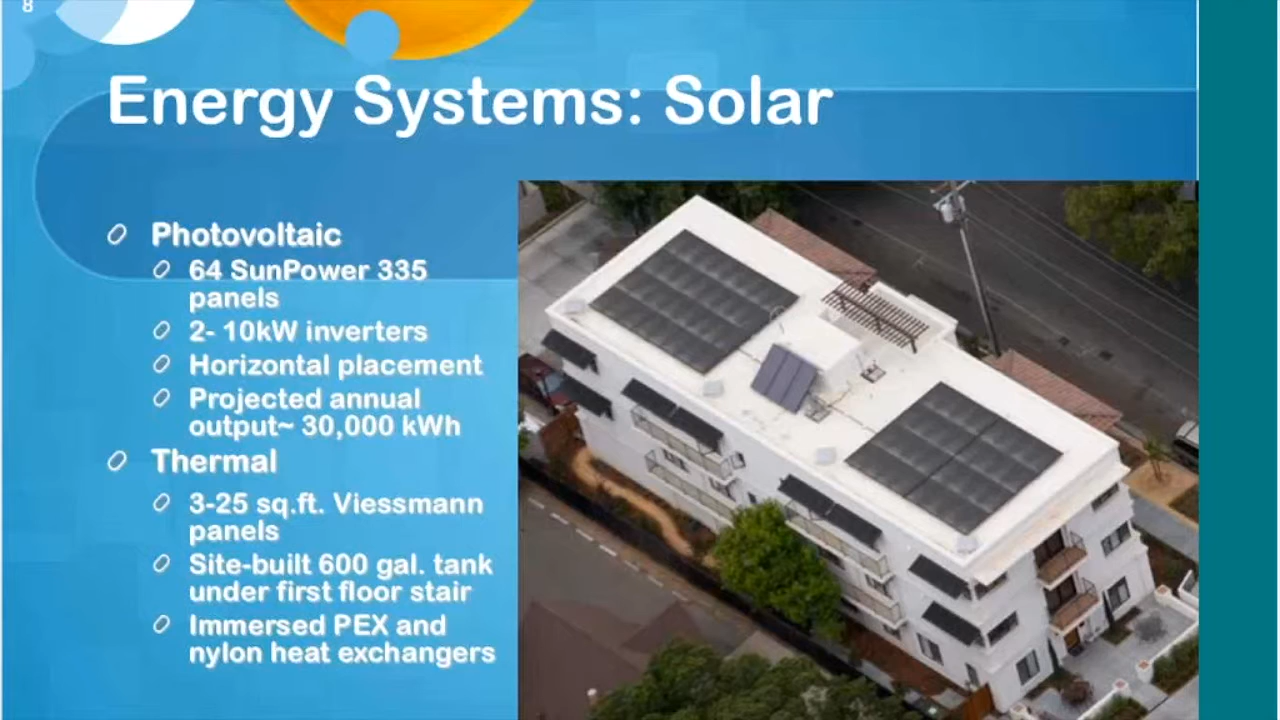 8
Energy Systems: Solar
Photovoltaic
64 SunPower 335
panels
2- 10kW inverters
Horizontal placement
Projected annual
output~ 30,000 kWh
Thermal
3-25 sq.ft. Viessmann
panels
Site-built 600 gal. tank
under first floor stair
Immersed PEX and
nylon heat exchangers